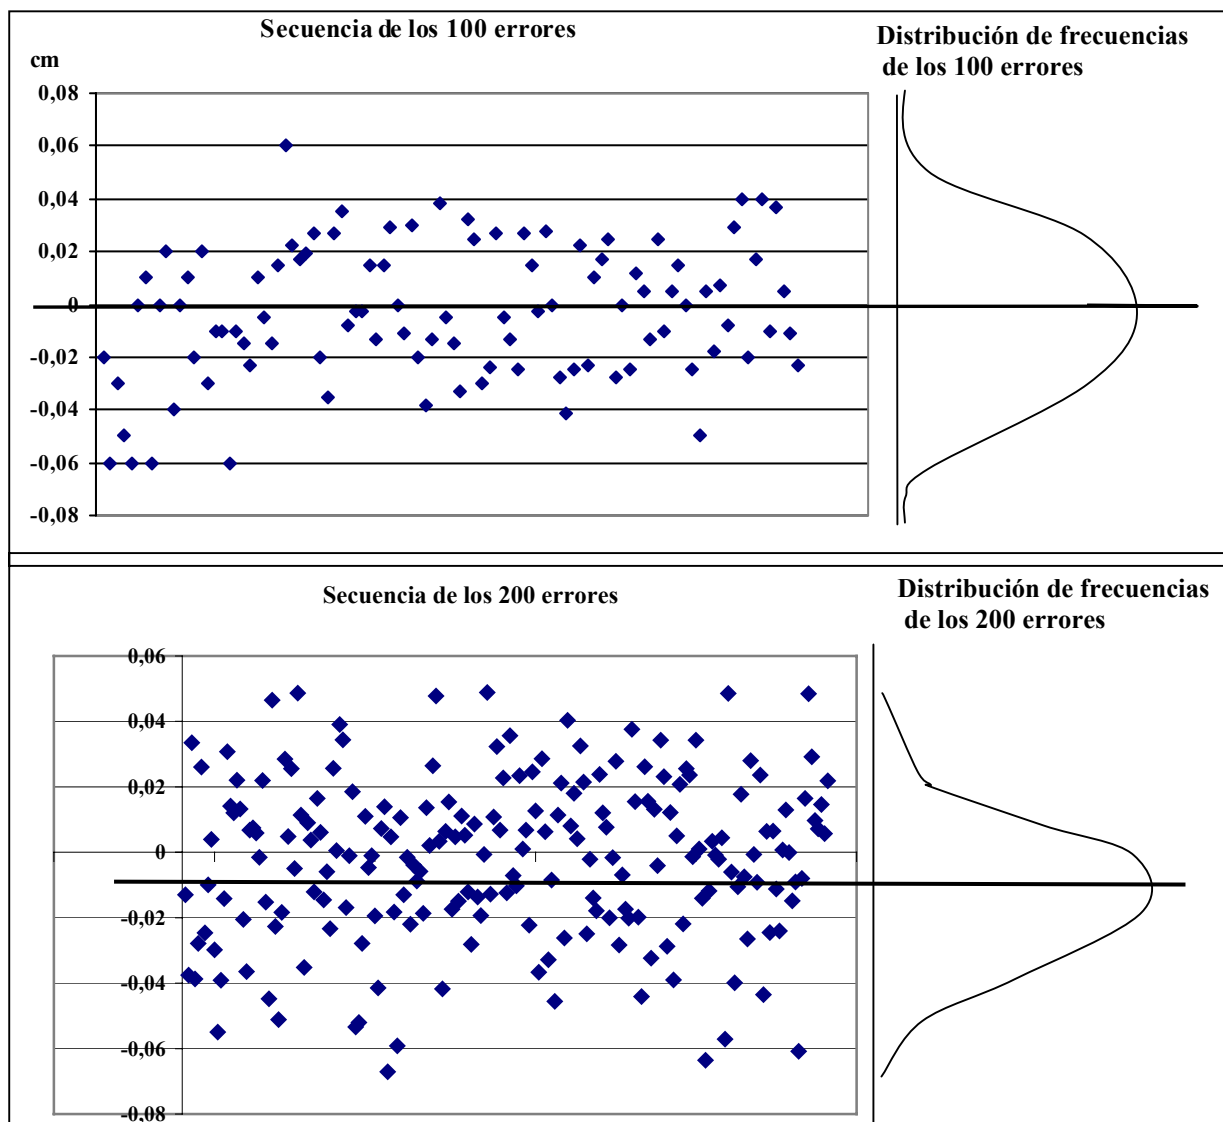 Secuencia de los 100 errores
Distribución de frecuencias
de los 100 errores
cm
0,08
0,06
0,04
0,02
0
-0,02
-0,04
-0,06
-0,08
Secuencia de los 200 errores
Distribución de frecuencias
de los 200 errores
0,06
0,04
0,02
0
-0,02
-0,04
-0,06
-0,08